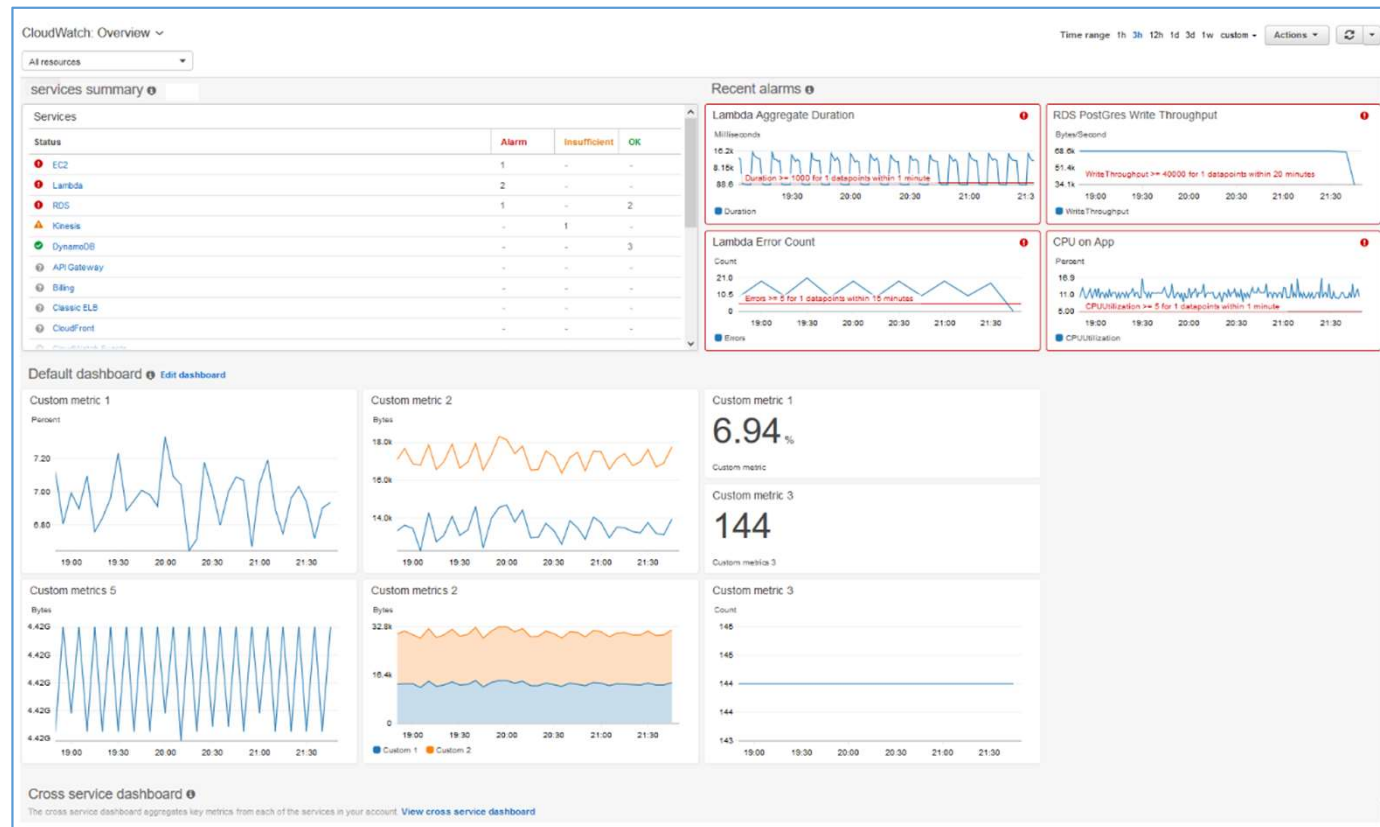 CloudWatch: Overview
Time range 1h 3h 12h 1d 3d 1w custom
Actions
All resources
services summary
Services
Status Alarm Insufficient OK
EC2 1 - -
Lambda 2 - -
RDS 1 - 2
Kinesis - 1 -
DynamoDB - - 3
API Gateway - - -
Billing - - -
Classic ELB - - -
CloudFront - - -
CloudWatch Events
Recent alarms
Lambda Aggregate Duration
Milliseconds
16.2k
8.15k
88.6
Duration >= 1000 for 1 datapoints within 1 minute
19:30 20:00 20:30 21:00 21:3
Duration
RDS PostGres Write Throughput
Bytes/Second
68.6k
51.4k
34.1k
WriteThroughput >= 40000 for 1 datapoints within 20 minutes
19:00 19:30 20:00 20:30 21:00 21:30
WriteThroughput
Lambda Error Count
Count
21.0
10.5
0
Errors >= 5 for 1 datapoints within 15 minutes
19:00 19:30 20:00 20:30 21:00 21:30
Errors
CPU on App
Percent
16.9
11.0
5.00
CPUUtilization >= 5 for 1 datapoints within 1 minute
19:00 19:30 20:00 20:30 21:00 21:30
CPUUtilization
Default dashboard Edit dashboard
Custom metric 1
Percent
7.20
7.00
6.80
19:00 19:30 20:00 20:30 21:00 21:30
Custom metric 2
Bytes
18.0k
16.0k
14.0k
19:00 19:30 20:00 20:30 21:00 21:30
Custom metric 1
6.94 %
Custom metric
Custom metric 3
144
Custom metrics 3
Custom metrics 5
Bytes
4.42G
4.42G
4.42G
4.42G
4.42G
19:00 19:30 20:00 20:30 21:00 21:30
Custom metrics 2
Bytes
32.8k
16.4k
0
19:00 19:30 20:00 20:30 21:00 21:30
Custom 1 Custom 2
Custom metric 3
Count
145
145
144
144
143
19:00 19:30 20:00 20:30 21:00 21:30
Cross service dashboard
The cross service dashboard aggregates key metrics from each of the services in your account. View cross service dashboard